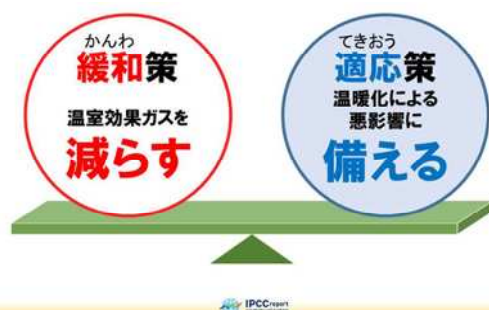 かんわ
緩和策
温室効果ガスを
減らす
てきおう
適応策
温暖化による
悪影響に
備える
IPCC report